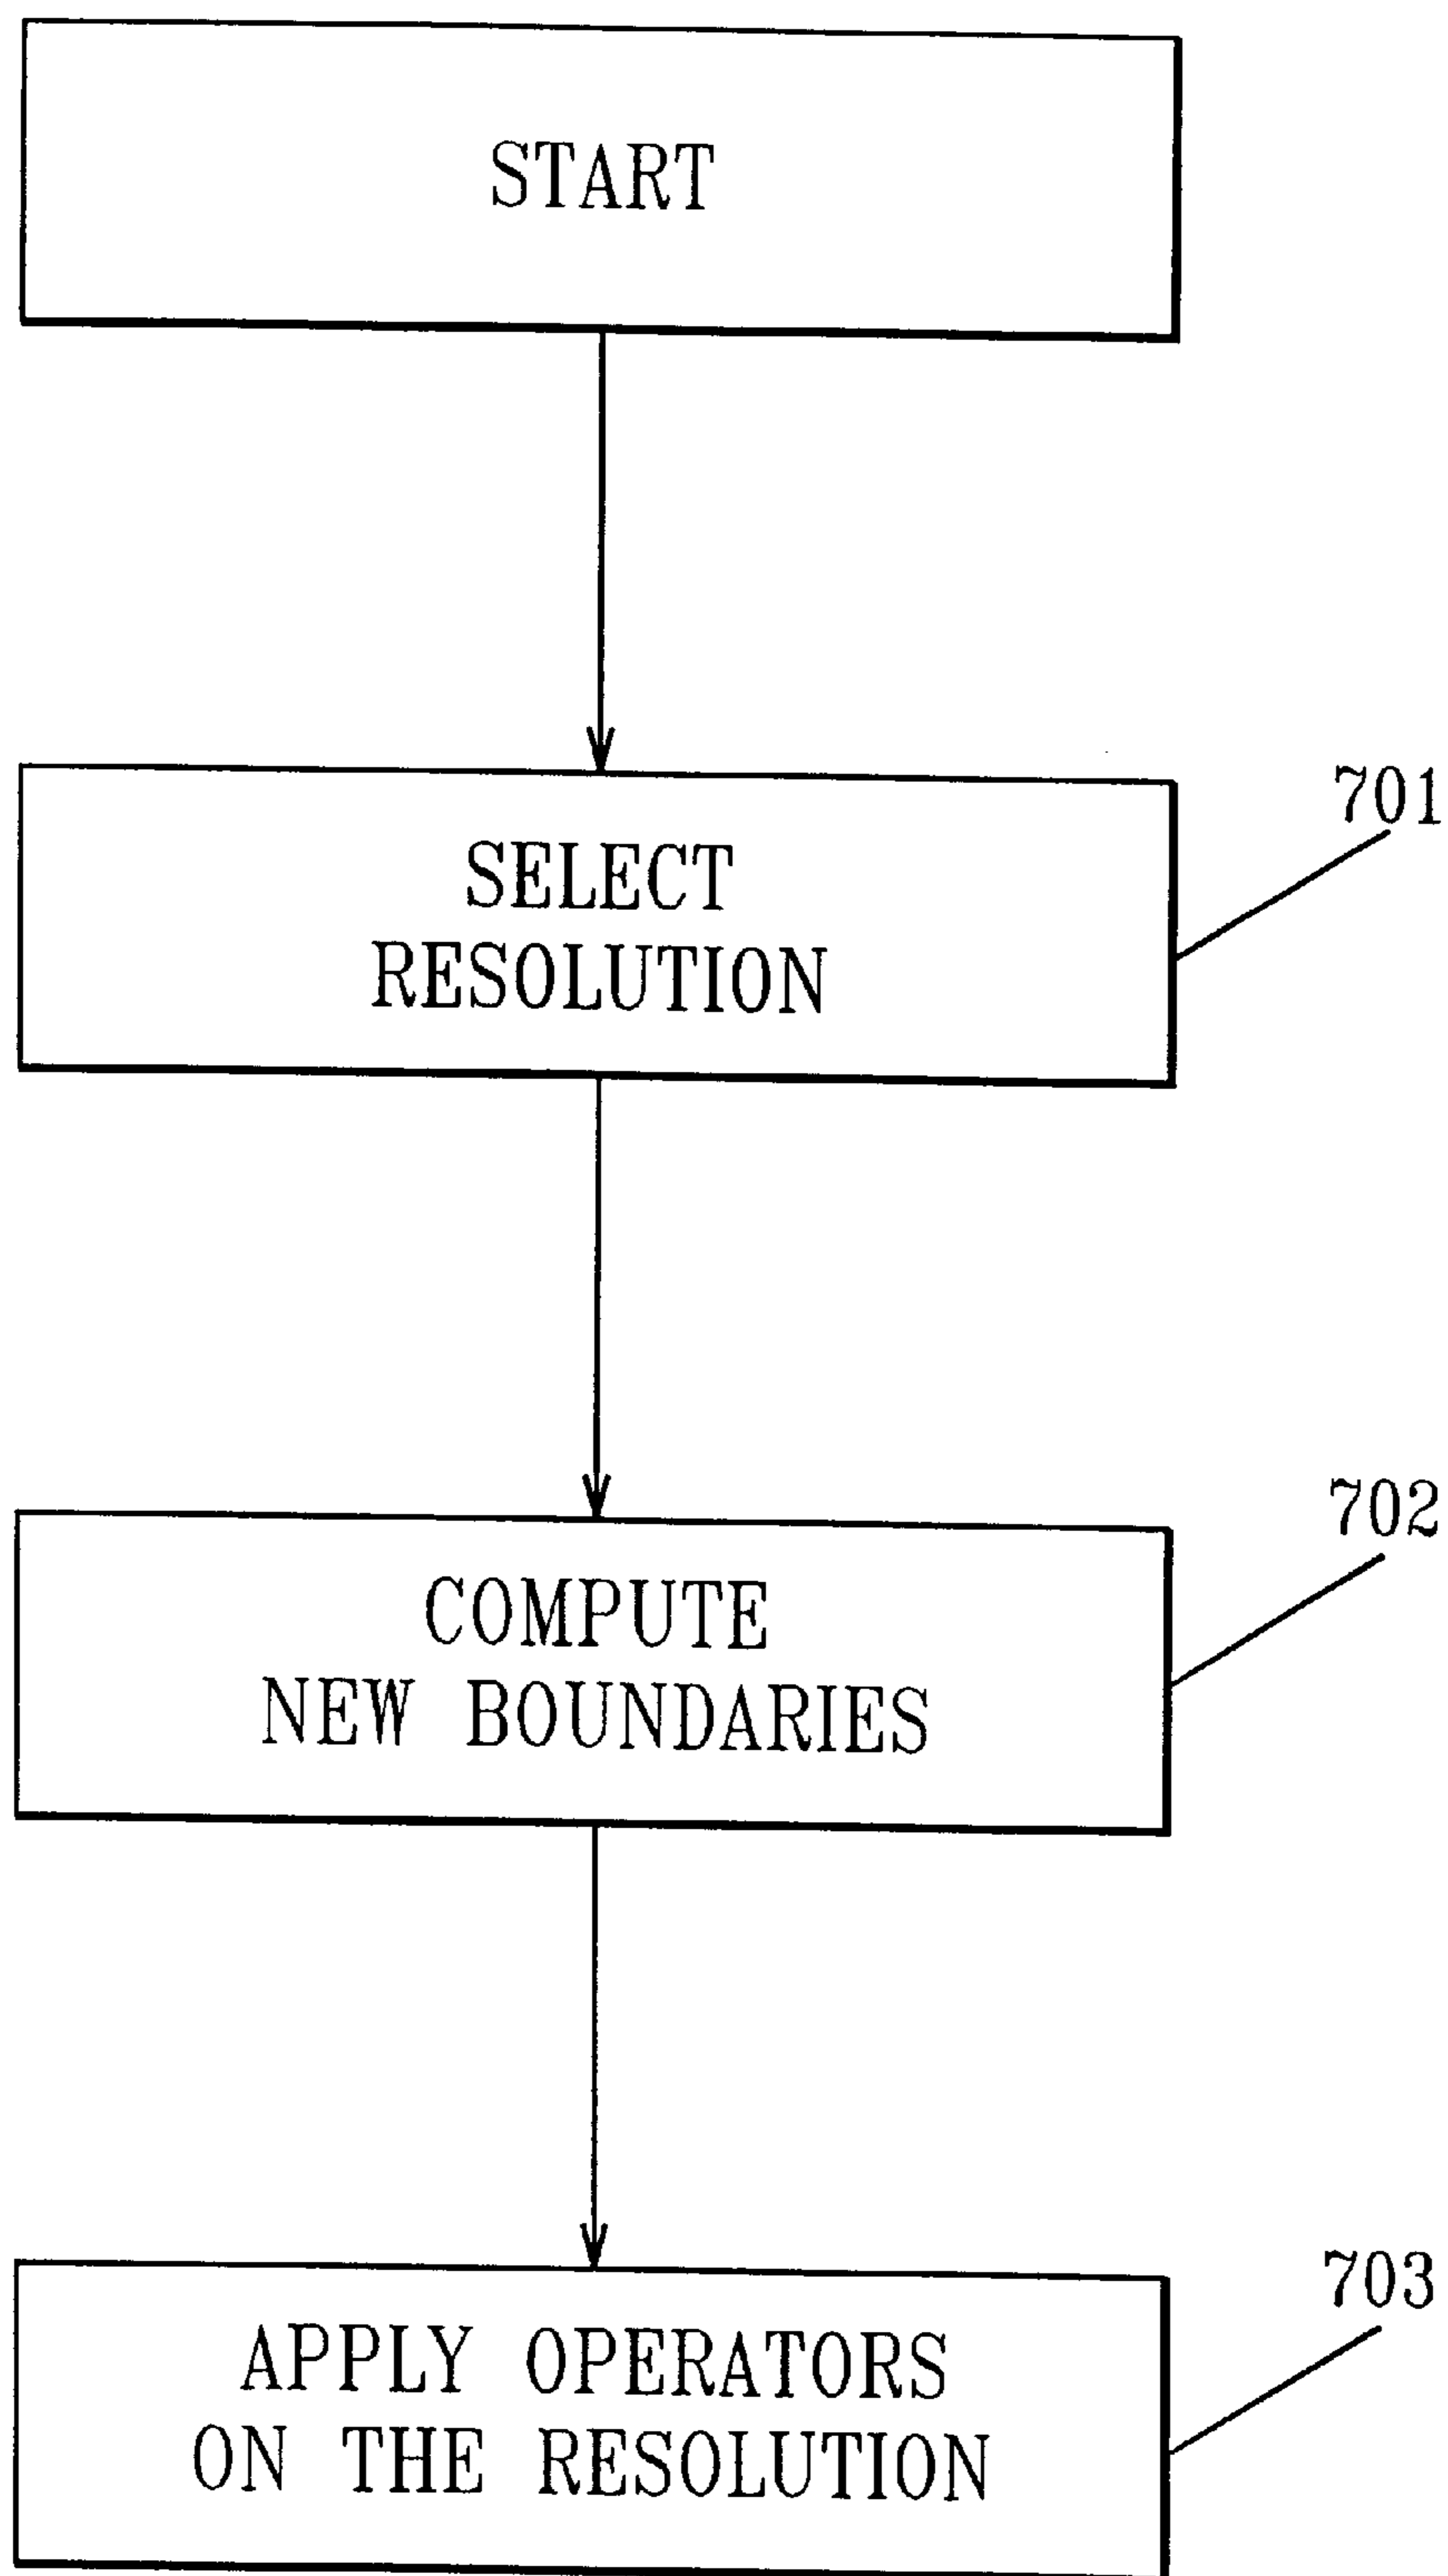 START
701
SELECT
RESOLUTION
702
COMPUTE
NEW BOUNDARIES
703
APPLY OPERATORS
ON THE RESOLUTION